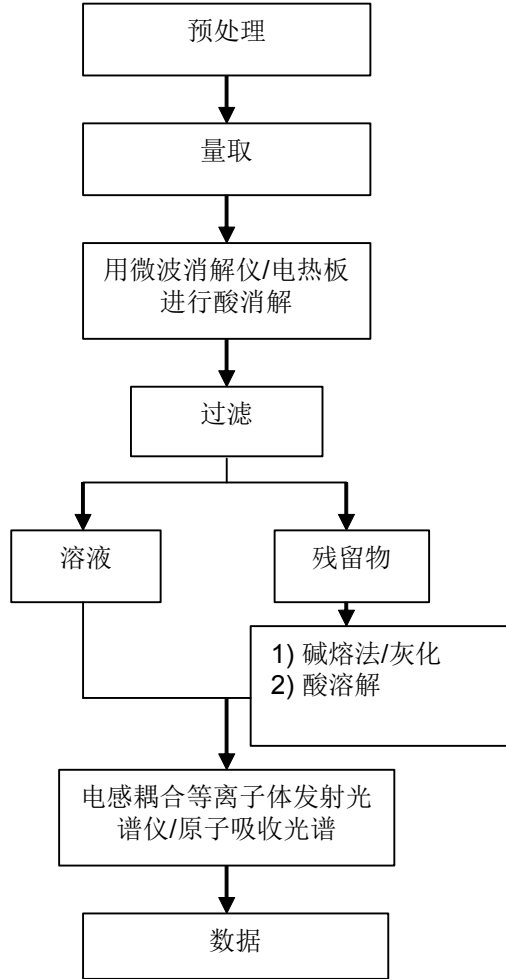 预处理
量取
用微波消解仪/电热板
进行酸消解
过滤
溶液
残留物
1) 碱熔法/灰化
2) 酸溶解
电感耦合等离子体发射光
谱仪/原子吸收光谱
数据